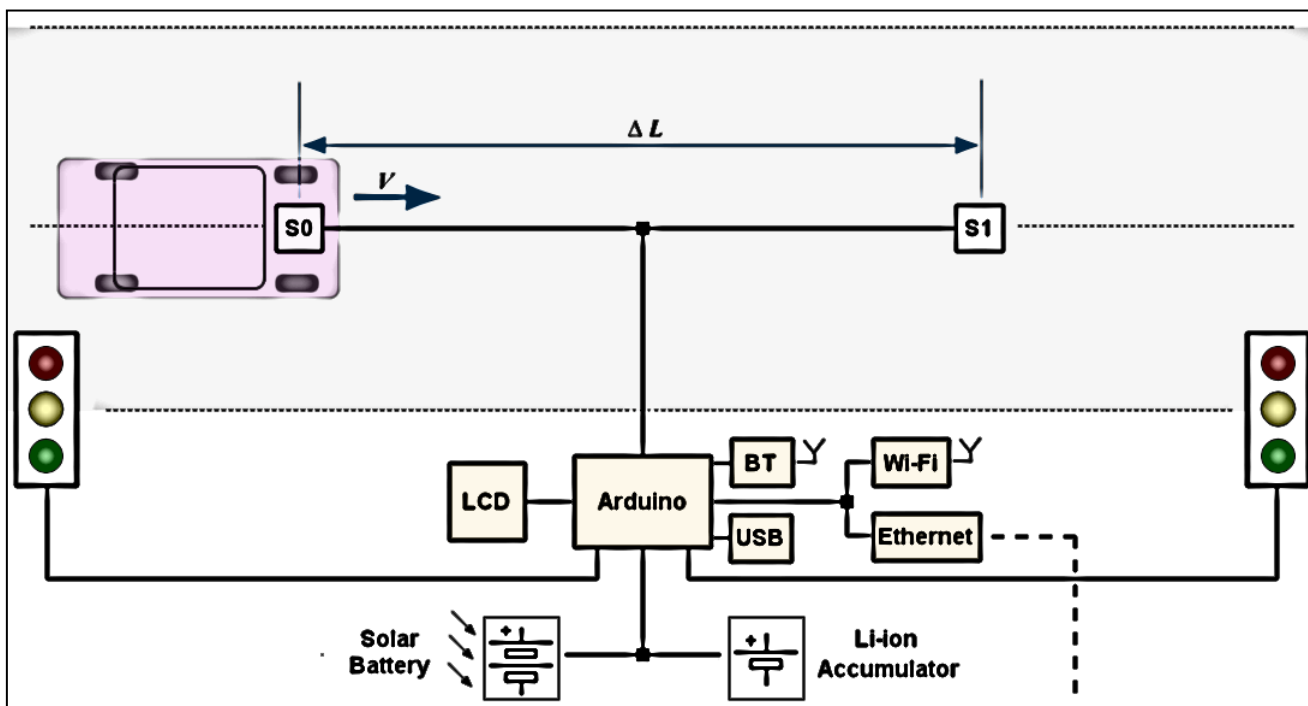 Δ L
V
S0
S1
BT
Wi-Fi
LCD
Arduino
USB
Ethernet
Solar
Battery
+
+
Li-ion
Accumulator